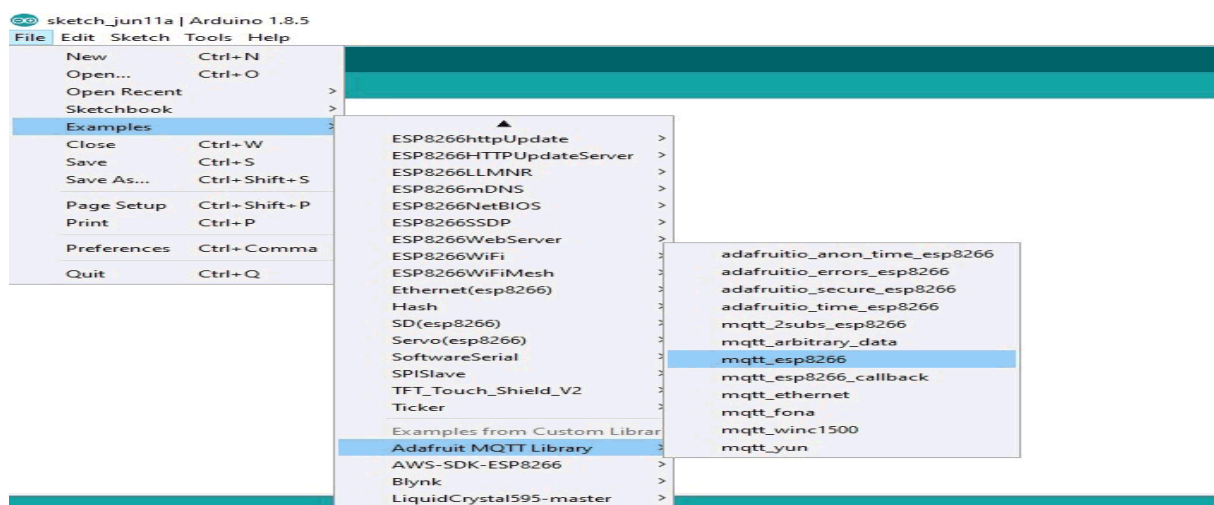 sketch_jun11a | Arduino 1.8.5
File Edit Sketch Tools Help
New Ctrl+N
Open... Ctrl+O
Open Recent >
Sketchbook >
Examples >
Close Ctrl+W
Save Ctrl+S
Save As... Ctrl+Shift+S
Page Setup Ctrl+Shift+P
Print Ctrl+P
Preferences Ctrl+Comma
Quit Ctrl+Q
ESP8266httpUpdate >
ESP8266HTTPUpdateServer >
ESP8266LLMNR >
ESP8266mDNS >
ESP8266NetBIOS >
ESP8266SSDP >
ESP8266WebServer >
ESP8266WiFi >
ESP8266WiFiMesh >
Ethernet(esp8266) >
Hash >
SD(esp8266) >
Servo(esp8266) >
SoftwareSerial >
SPISlave >
TFT_Touch_Shield_V2 >
Ticker >
Examples from Custom Librar
Adafruit MQTT Library >
AWS-SDK-ESP8266 >
Blynk >
LiquidCrystal595-master >
adafruitio_anon_time_esp8266
adafruitio_errors_esp8266
adafruitio_secure_esp8266
adafruitio_time_esp8266
mqtt_2subs_esp8266
mqtt_arbitrary_data
mqtt_esp8266
mqtt_esp8266_callback
mqtt_ethernet
mqtt_fona
mqtt_winc1500
mqtt_yun